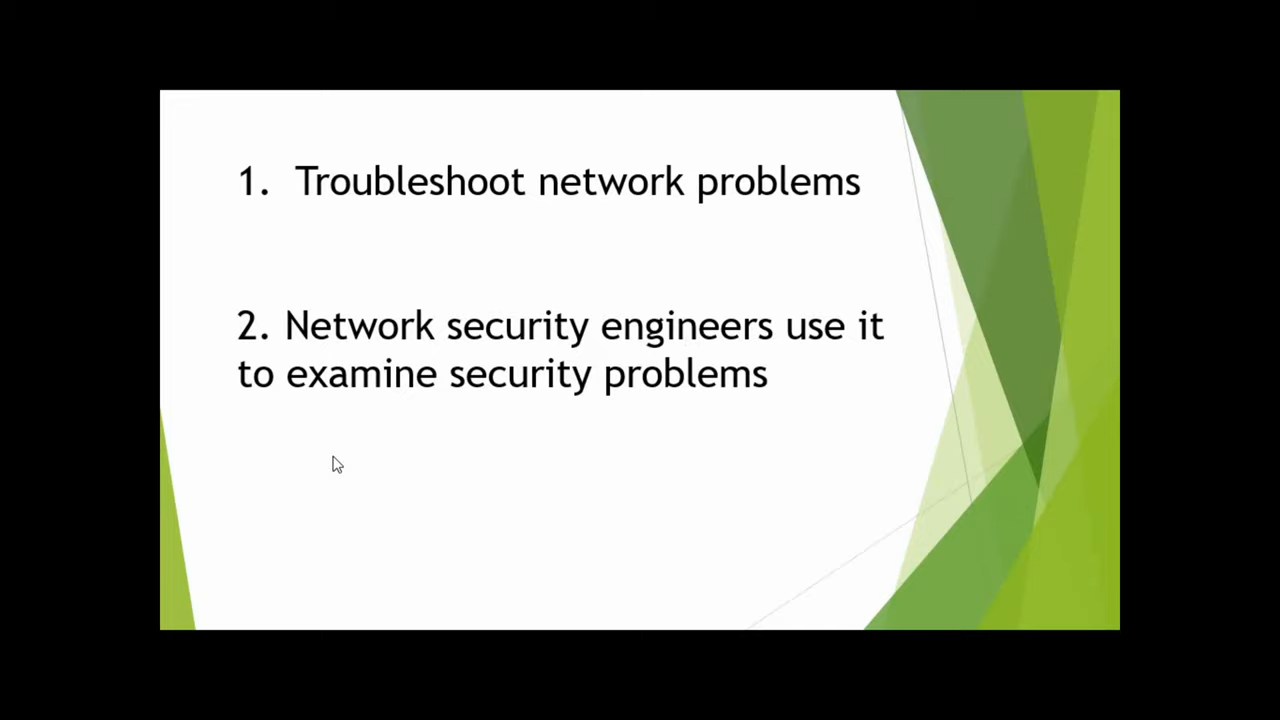 1. Troubleshoot network problems
2. Network security engineers use it
to examine security problems